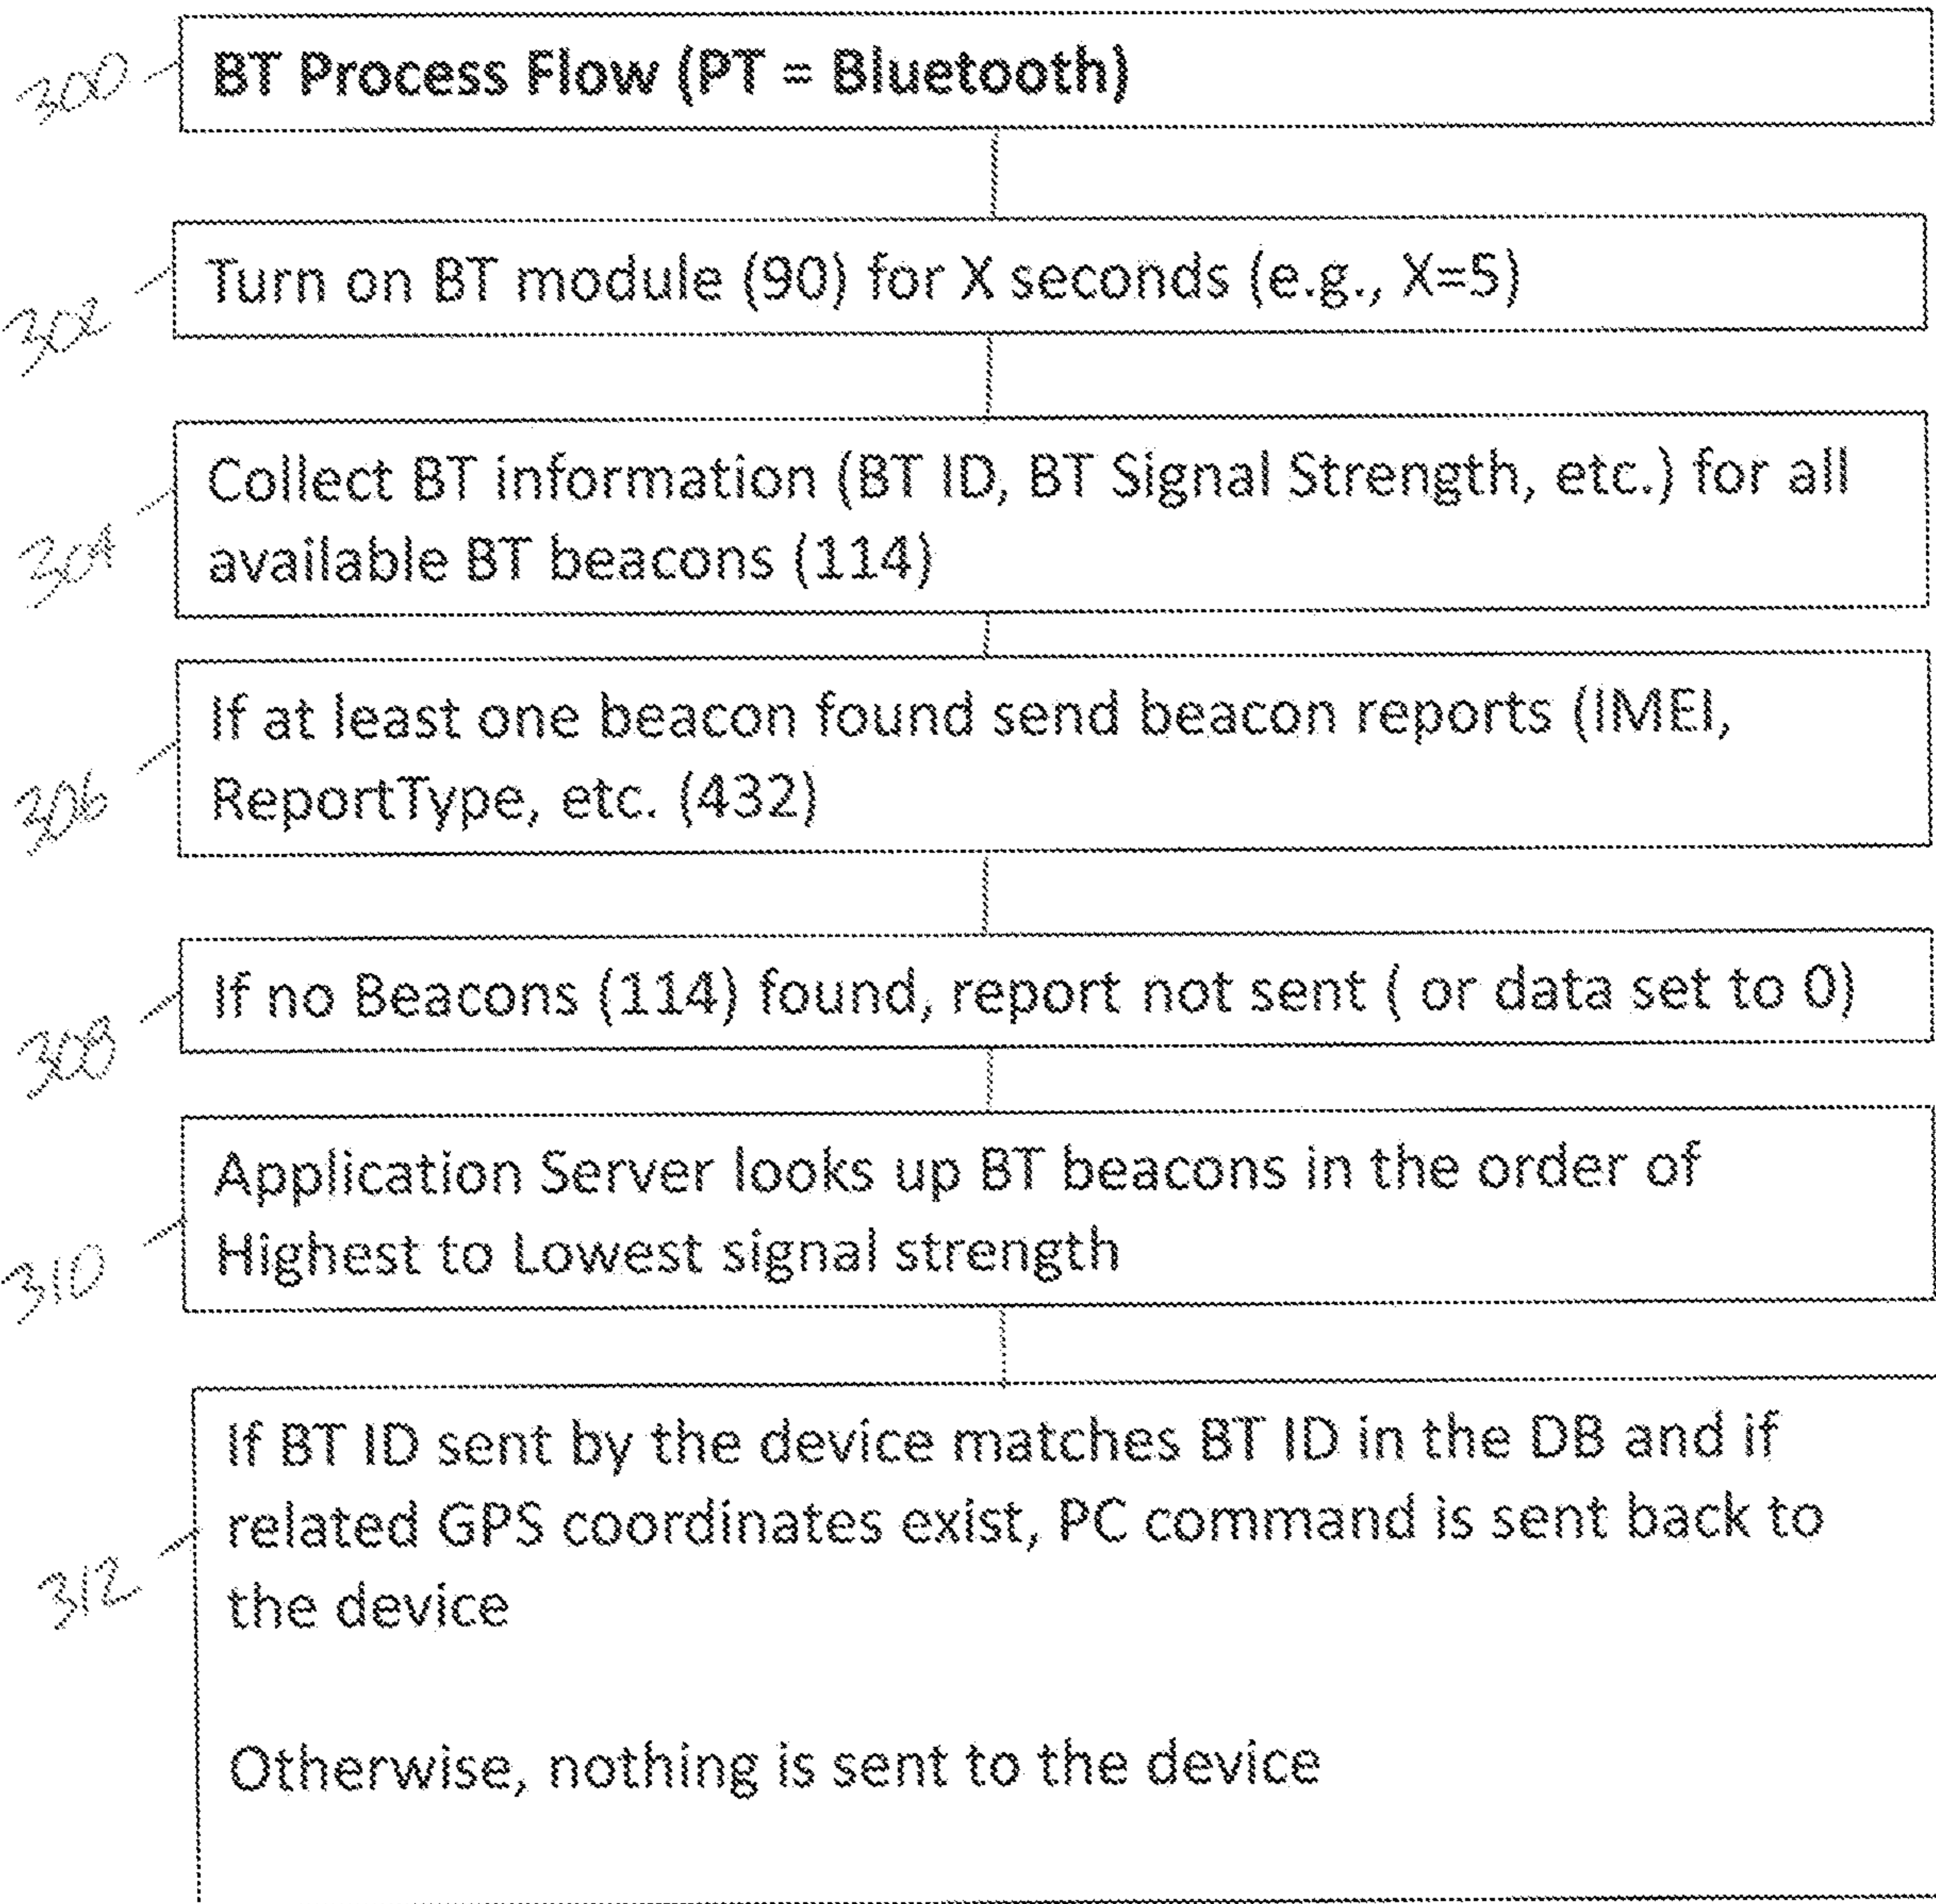 300
BT Process Flow (PT = Bluetooth)
302
Turn on BT module (90) for X seconds (e.g., X=5)
304
Collect BT information (BT ID, BT Signal Strength, etc.) for all
available BT beacons (114)
306
If at least one beacon found send beacon reports (IMEI,
ReportType, etc. (432)
308
If no Beacons (114) found, report not sent ( or data set to 0)
310
Application Server looks up BT beacons in the order of
Highest to Lowest signal strength
312
If BT ID sent by the device matches BT ID in the DB and if
related GPS coordinates exist, PC command is sent back to
the device
Otherwise, nothing is sent to the device